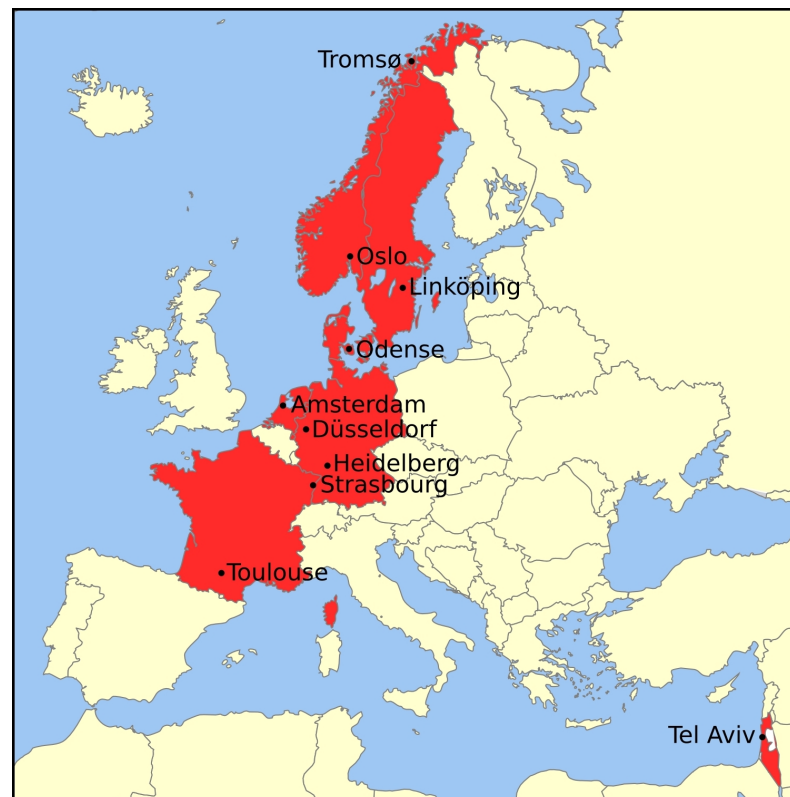 Tromsø
Oslo
Linköping
Odense
Amsterdam
Düsseldorf
Heidelberg
Strasbourg
Toulouse
Tel Aviv